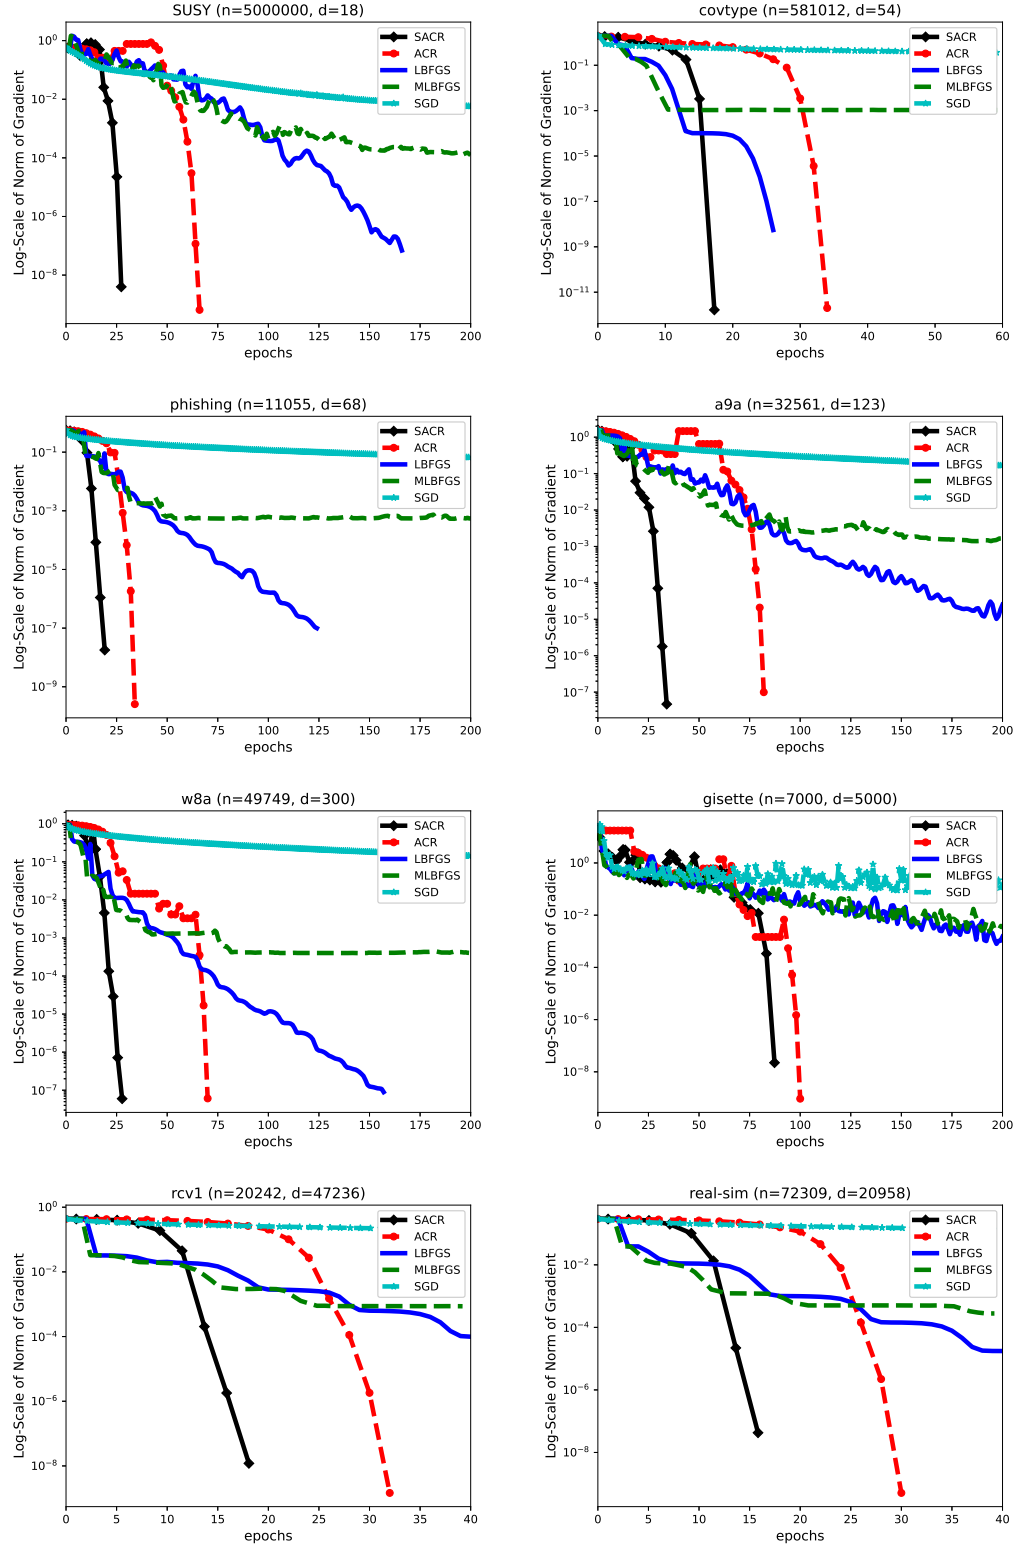 SUSY (n=5000000, d=18)
Log-Scale of Norm of Gradient
10⁰
10⁻²
10⁻⁴
10⁻⁶
10⁻⁸
SACR
ACR
LBFGS
MLBFGS
SGD
0 25 50 75 100 125 150 175 200
epochs
covtype (n=581012, d=54)
Log-Scale of Norm of Gradient
10⁻¹
10⁻³
10⁻⁵
10⁻⁷
10⁻⁹
10⁻¹¹
SACR
ACR
LBFGS
MLBFGS
SGD
0 10 20 30 40 50 60
epochs
phishing (n=11055, d=68)
Log-Scale of Norm of Gradient
10⁻¹
10⁻³
10⁻⁵
10⁻⁷
10⁻⁹
SACR
ACR
LBFGS
MLBFGS
SGD
0 25 50 75 100 125 150 175 200
epochs
a9a (n=32561, d=123)
Log-Scale of Norm of Gradient
10⁰
10⁻¹
10⁻²
10⁻³
10⁻⁴
10⁻⁵
10⁻⁶
10⁻⁷
SACR
ACR
LBFGS
MLBFGS
SGD
0 25 50 75 100 125 150 175 200
epochs
w8a (n=49749, d=300)
Log-Scale of Norm of Gradient
10⁰
10⁻¹
10⁻²
10⁻³
10⁻⁴
10⁻⁵
10⁻⁶
10⁻⁷
SACR
ACR
LBFGS
MLBFGS
SGD
0 25 50 75 100 125 150 175 200
epochs
gisette (n=7000, d=5000)
Log-Scale of Norm of Gradient
10⁰
10⁻²
10⁻⁴
10⁻⁶
10⁻⁸
SACR
ACR
LBFGS
MLBFGS
SGD
0 25 50 75 100 125 150 175 200
epochs
rcv1 (n=20242, d=47236)
Log-Scale of Norm of Gradient
10⁰
10⁻²
10⁻⁴
10⁻⁶
10⁻⁸
SACR
ACR
LBFGS
MLBFGS
SGD
0 5 10 15 20 25 30 35 40
epochs
real-sim (n=72309, d=20958)
Log-Scale of Norm of Gradient
10⁻²
10⁻⁴
10⁻⁶
10⁻⁸
SACR
ACR
LBFGS
MLBFGS
SGD
0 5 10 15 20 25 30 35 40
epochs